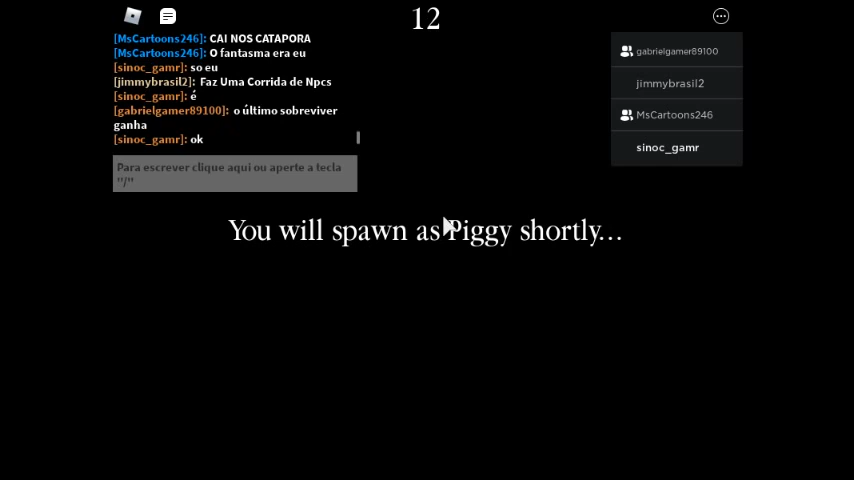 12
[MsCartoons246]: CAI NOS CATAPORA
[MsCartoons246]: O fantasma era eu
[sinoc_gamr]: so eu
[jimmybrasil2]: Faz Uma Corrida de Npcs
[sinoc_gamr]: é
[gabrielgamer89100]: o último sobreviver
ganha
[sinoc_gamr]: ok
Para escrever clique aqui ou aperte a tecla
"/"
gabrielgamer89100
jimmybrasil2
MsCartoons246
sinoc_gamr
You will spawn as Piggy shortly...